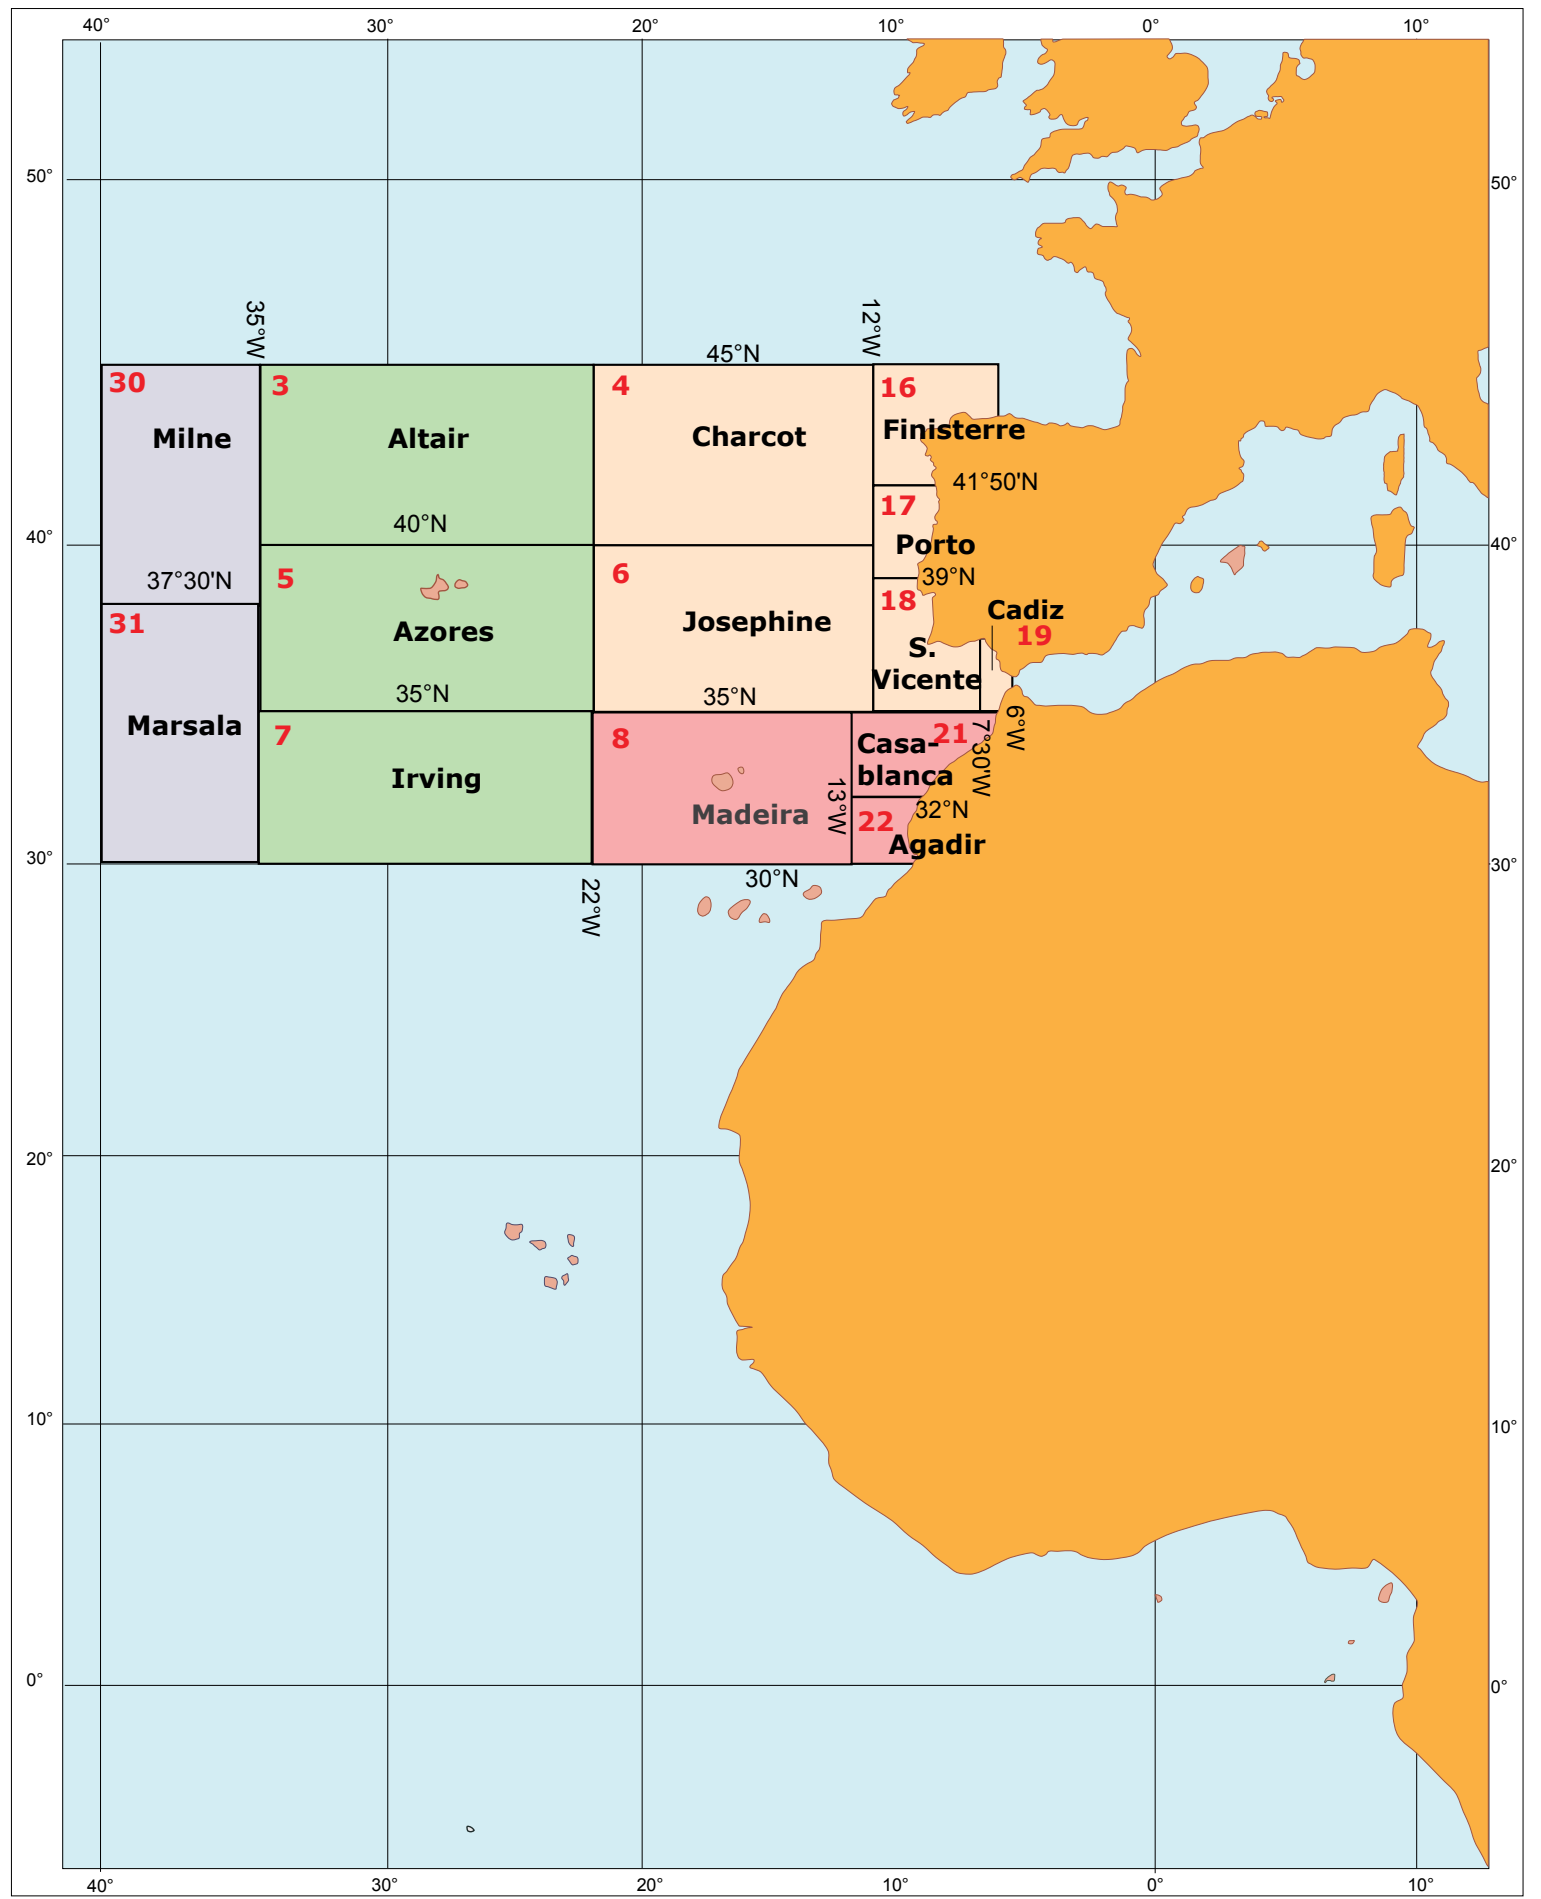 40° 30° 20° 10° 0° 10°
50° 50°
35°W 12°W
45°N
30 3 4 16
Milne Altair Charcot Finisterre
41°50'N
17
40°N
40° Porto 40°
37°30'N 5 6 39°N
31 18 Cadiz
Azores Josephine 19
S.
Vicente
35°N 35°N
Marsala 7 8 21 7°30'W 6°W
Casa-
blanca
Irving 13°W
Madeira 32°N
22
Agadir
30° 30°
30°N
22°W
20° 20°
10° 10°
0° 0°
40° 30° 20° 10° 0° 10°